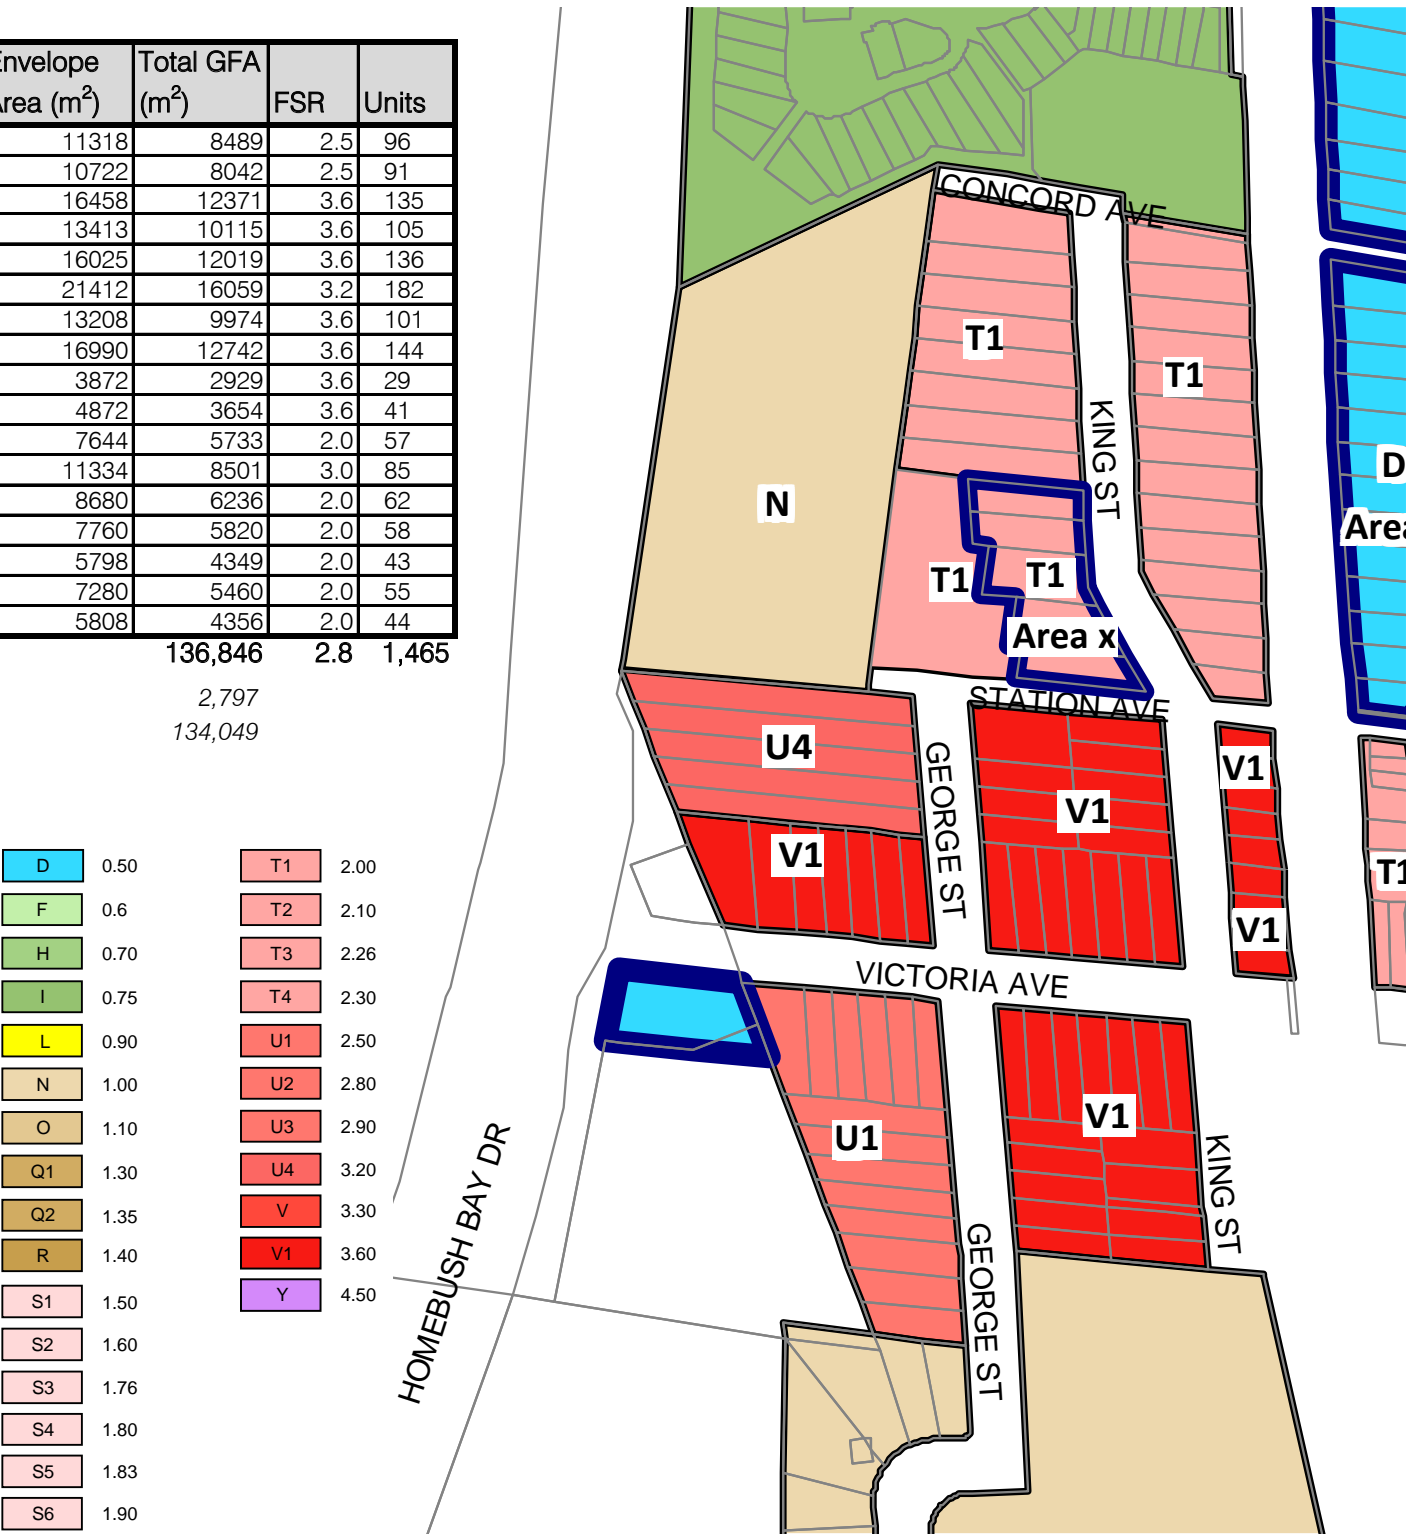 Envelope Total GFA
Area (m²) (m²) FSR Units
11318 8489 2.5 96
10722 8042 2.5 91
16458 12371 3.6 135
13413 10115 3.6 105
16025 12019 3.6 136
21412 16059 3.2 182
13208 9974 3.6 101
16990 12742 3.6 144
3872 2929 3.6 29
4872 3654 3.6 41
7644 5733 2.0 57
11334 8501 3.0 85
8680 6236 2.0 62
7760 5820 2.0 58
5798 4349 2.0 43
7280 5460 2.0 55
5808 4356 2.0 44
136,846 2.8 1,465
2,797
134,049
D 0.50
F 0.6
H 0.70
I 0.75
L 0.90
N 1.00
O 1.10
Q1 1.30
Q2 1.35
R 1.40
S1 1.50
S2 1.60
S3 1.76
S4 1.80
S5 1.83
S6 1.90
T1 2.00
T2 2.10
T3 2.26
T4 2.30
U1 2.50
U2 2.80
U3 2.90
U4 3.20
V 3.30
V1 3.60
Y 4.50
CONCORD AVE
T1
T1
KING ST
N
D
Area
T1
T1
Area x
STATION AVE
U4
GEORGE ST
V1
V1
V1
T1
V1
VICTORIA AVE
U1
V1
KING ST
HOMEBUSH BAY DR
GEORGE ST